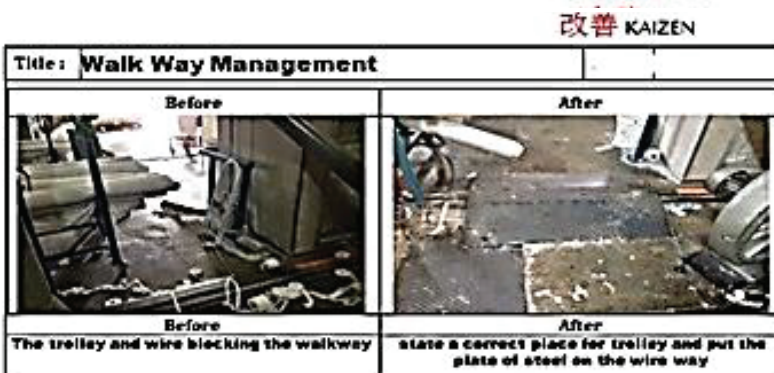 改善 KAIZEN
Title: Walk Way Management
Before
After
Before
After
The trolley and wire blocking the walkway
state a correct place for trolley and put the
plate of steel on the wire way